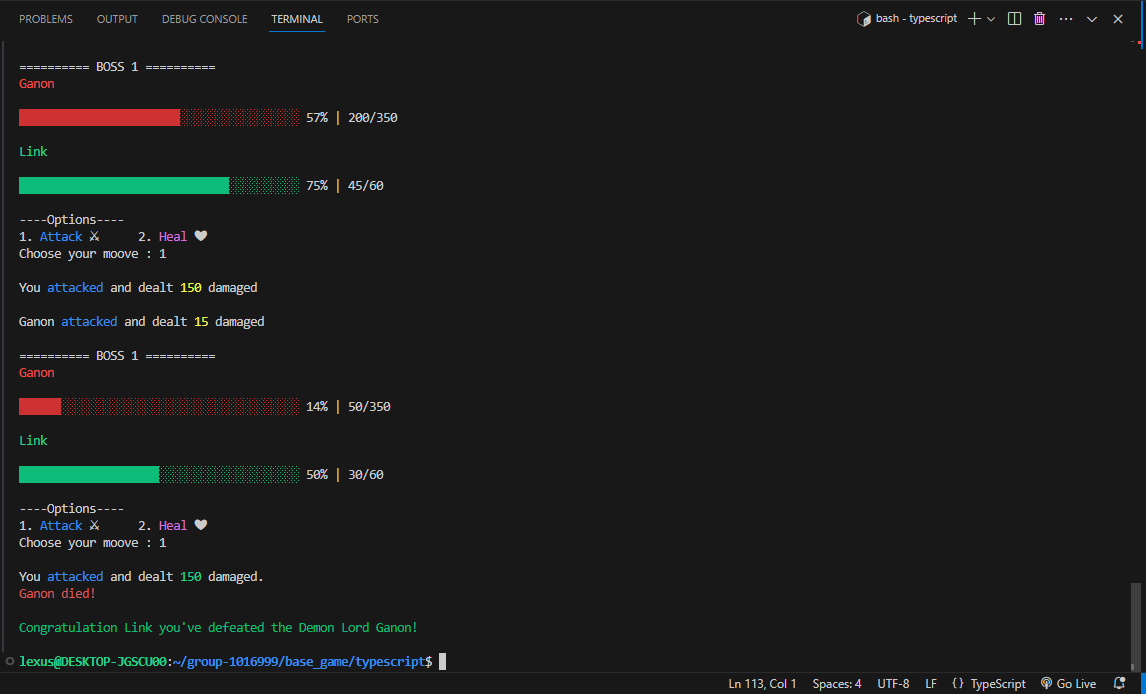 PROBLEMS OUTPUT DEBUG CONSOLE TERMINAL PORTS bash - typescript
========== BOSS 1 ==========
Ganon
57% | 200/350
Link
75% | 45/60
----Options----
1. Attack ⚔ 2. Heal ♥
Choose your moove : 1
You attacked and dealt 150 damaged
Ganon attacked and dealt 15 damaged
========== BOSS 1 ==========
Ganon
14% | 50/350
Link
50% | 30/60
----Options----
1. Attack ⚔ 2. Heal ♥
Choose your moove : 1
You attacked and dealt 150 damaged.
Ganon died!
Congratulation Link you've defeated the Demon Lord Ganon!
lexus@DESKTOP-JGSCU00:~/group-1016999/base_game/typescript$
Ln 113, Col 1 Spaces: 4 UTF-8 LF {} TypeScript Go Live